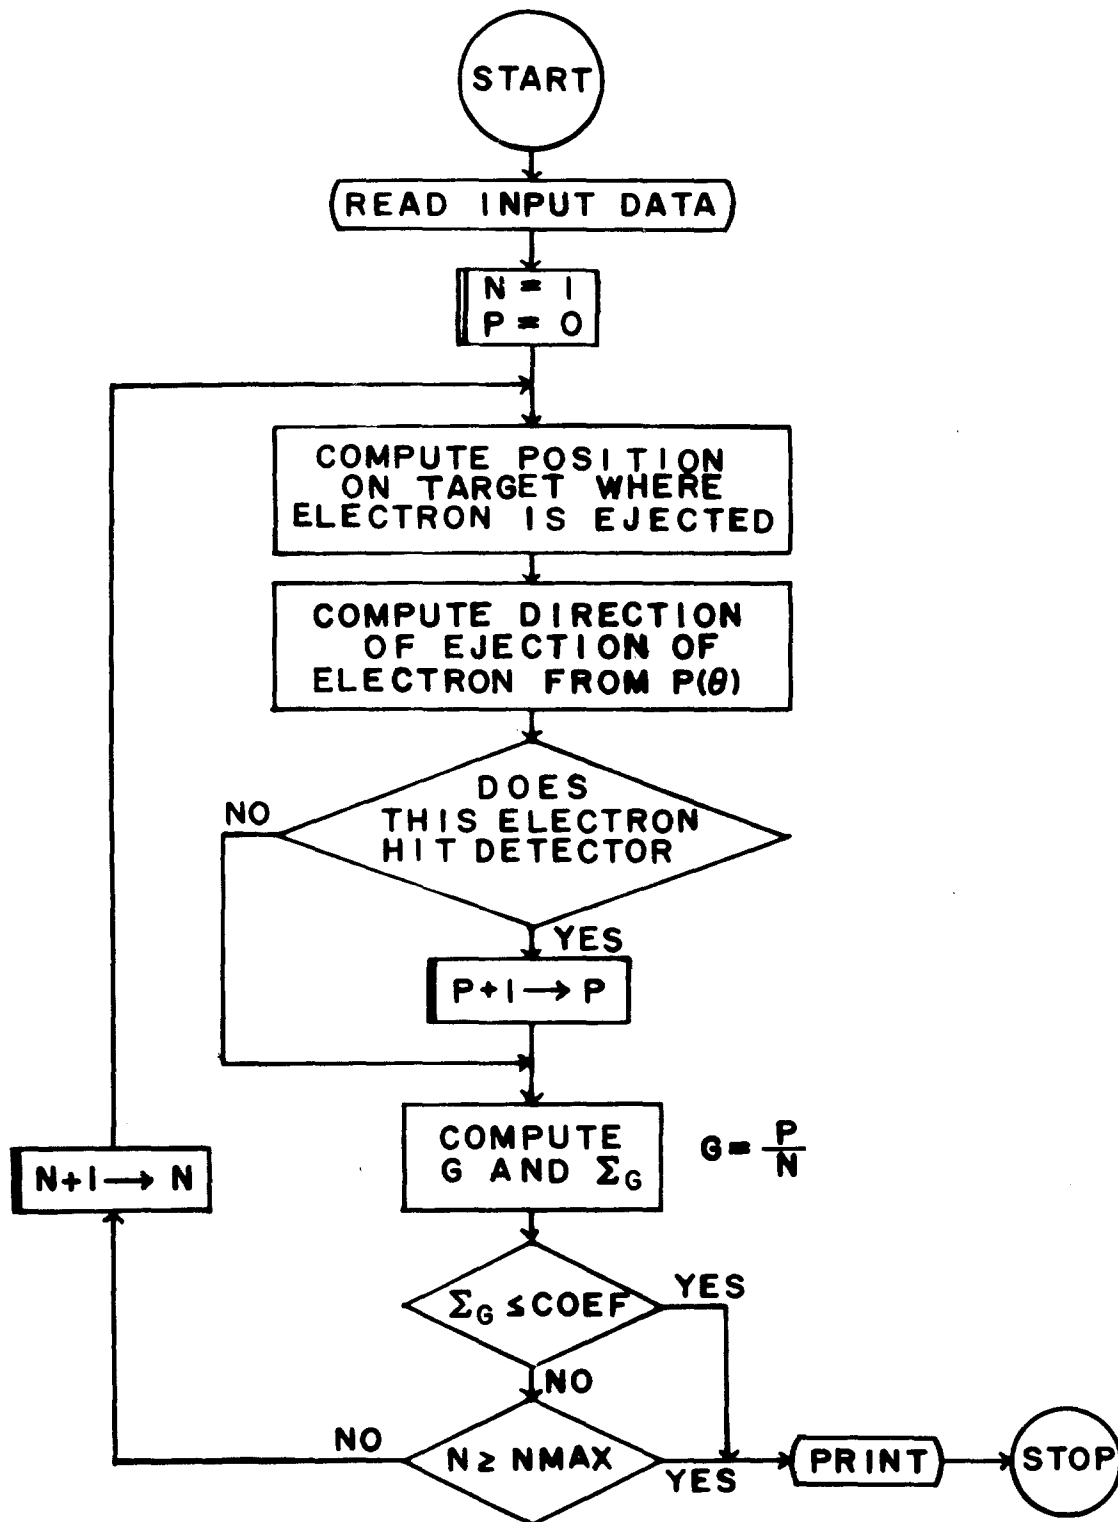 START
READ INPUT DATA
N = 1
P = 0
COMPUTE POSITION
ON TARGET WHERE
ELECTRON IS EJECTED
COMPUTE DIRECTION
OF EJECTION OF
ELECTRON FROM P(θ)
DOES
THIS ELECTRON
HIT DETECTOR
NO
YES
P+1 → P
COMPUTE
G AND Σ_G
G = P/N
N+1 → N
Σ_G ≤ COEF
YES
NO
N ≥ NMAX
NO
YES
PRINT
STOP